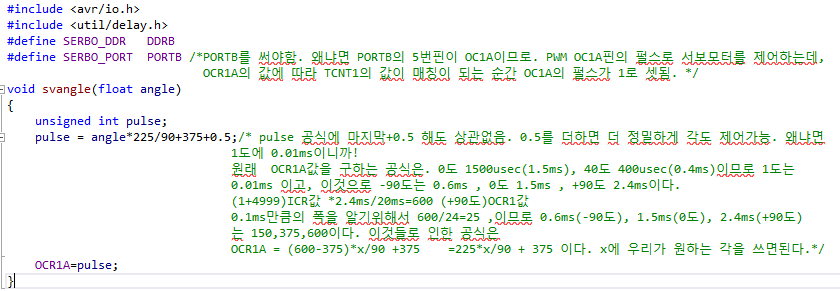 #include <avr/io.h>
#include <util/delay.h>
#define SERBO_DDR DDRB
#define SERBO_PORT PORTB /*PORTB를 써야함. 왜냐면 PORTB의 5번핀이 OC1A이므로. PWM OC1A핀의 펄스로 서보모터를 제어하는데,
OCR1A의 값에 따라 TCNT1의 값이 매칭이 되는 순간 OC1A의 펄스가 1로 셋됨. */
void svangle(float angle)
{
unsigned int pulse;
pulse = angle*225/90+375+0.5;/* pulse 공식에 마지막+0.5 해도 상관없음. 0.5를 더하면 더 정밀하게 각도 제어가능. 왜냐면
1도에 0.01ms이니까!
원래 OCR1A값을 구하는 공식은. 0도 1500usec(1.5ms), 40도 400usec(0.4ms)이므로 1도는
0.01ms 이고, 이것으로 -90도는 0.6ms , 0도 1.5ms , +90도 2.4ms이다.
(1+4999)ICR값 *2.4ms/20ms=600 (+90도)OCR1값
0.1ms만큼의 폭을 알기위해서 600/24=25 ,이므로 0.6ms(-90도), 1.5ms(0도), 2.4ms(+90도)
는 150,375,600이다. 이것들로 인한 공식은
OCR1A = (600-375)*x/90 +375 =225*x/90 + 375 이다. x에 우리가 원하는 각을 쓰면된다.*/
OCR1A=pulse;
}